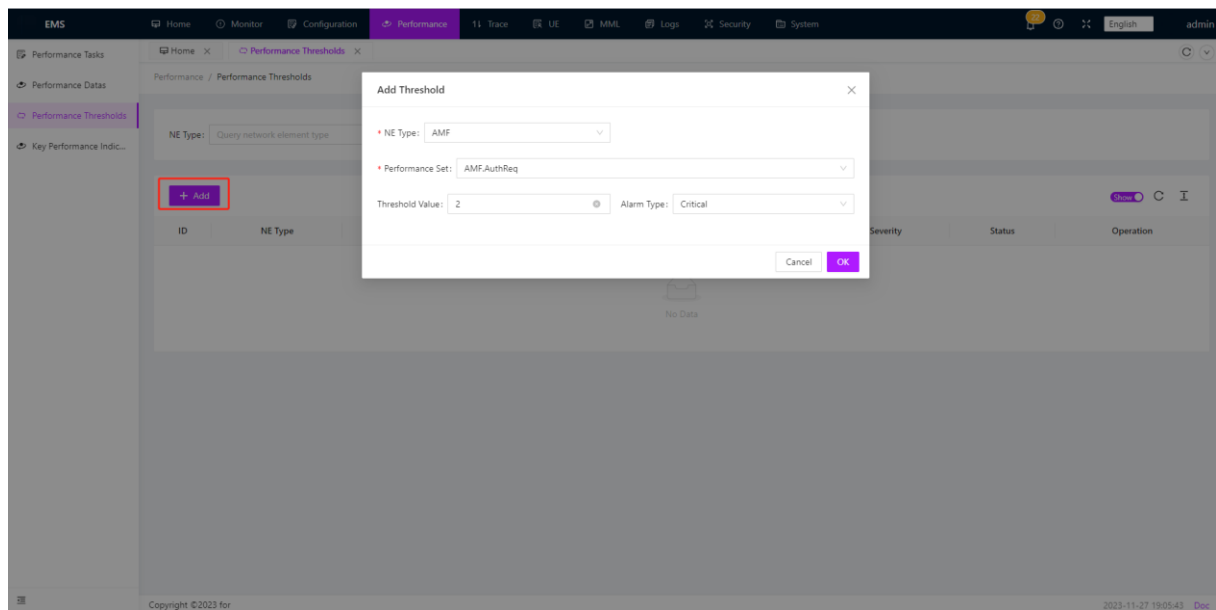 EMS Home Monitor Configuration Performance Trace UE MML Logs Security System 22 English admin
Performance Tasks
Performance Datas
Performance Thresholds
Key Performance Indic...
Home Performance Thresholds
Performance / Performance Thresholds
NE Type: Query network element type
Add Threshold
* NE Type: AMF
* Performance Set: AMF.AuthReq
Threshold Value: 2 Alarm Type: Critical
Cancel OK
+ Add Show
ID NE Type Severity Status Operation
No Data
Copyright ©2023 for 2023-11-27 19:05:43 Doc